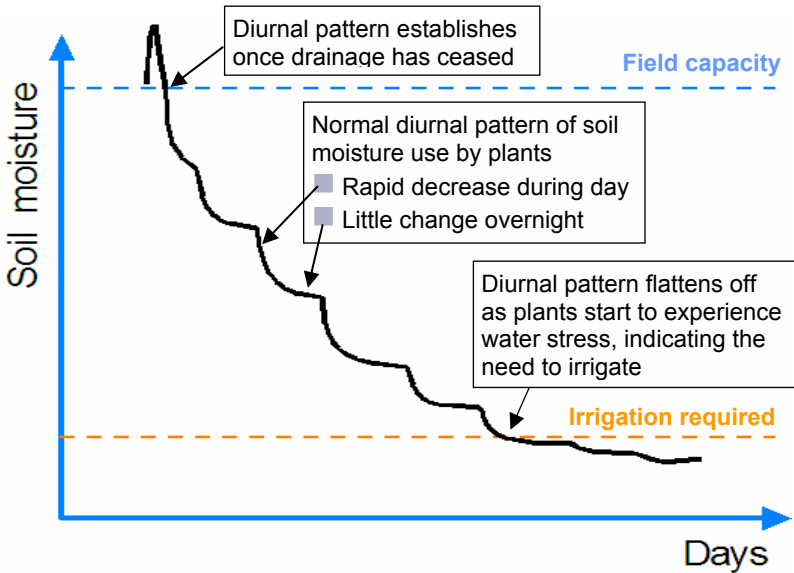 Diurnal pattern establishes
once drainage has ceased
Field capacity
Normal diurnal pattern of soil
moisture use by plants
Rapid decrease during day
Little change overnight
Diurnal pattern flattens off
as plants start to experience
water stress, indicating the
need to irrigate
Irrigation required
Soil moisture
Days